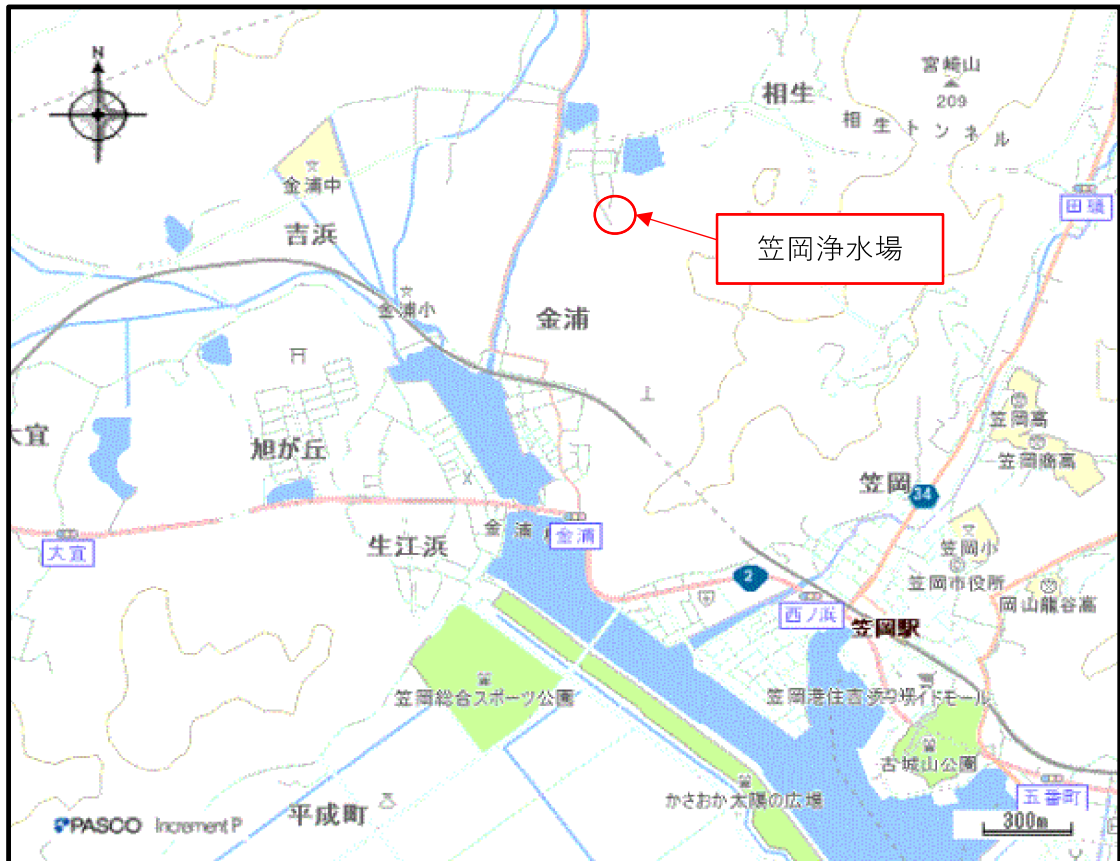 N
宮崎山
209
相生
相生トンネル
金浦中
田頭
吉浜
笠岡浄水場
金浦小
金浦
大宜
旭が丘
笠岡高
笠岡商高
笠岡
34
大宜
生江浜
金浦
笠岡小
2
笠岡市役所
岡山龍谷高
西ノ浜
笠岡駅
笠岡総合スポーツ公園
笠岡港住吉
古城山公園
かさおか太陽の広場
五番町
平成町
PASCO Increment P
300m